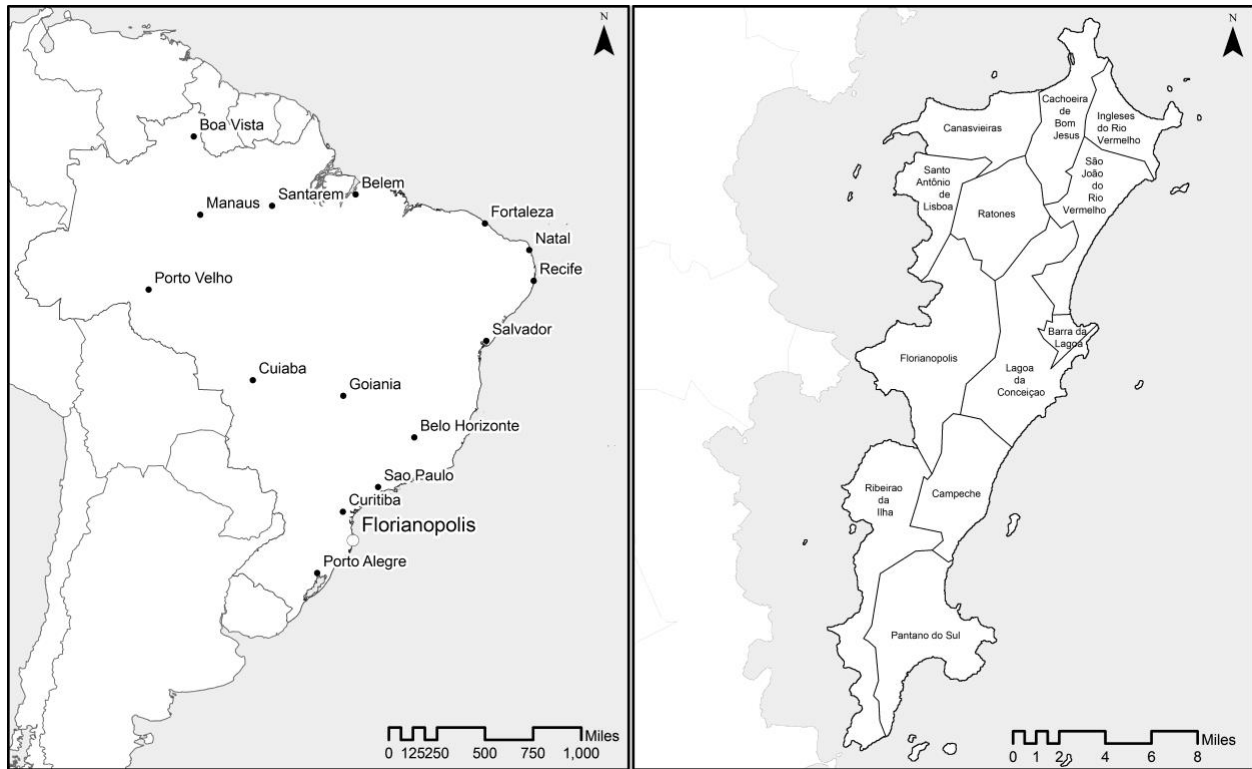 N
Boa Vista
Belem
Santarem
Manaus
Fortaleza
Natal
Recife
Porto Velho
Salvador
Cuiaba
Goiania
Belo Horizonte
Sao Paulo
Curitiba
Florianopolis
Porto Alegre
Miles
0 125 250 500 750 1,000
N
Cachoeira
de
Bom
Jesus
Ingleses
do Rio
Vermelho
Canasvieiras
Santo
Antônio
de
Lisboa
São
João
do
Rio
Vermelho
Ratones
Barra da
Lagoa
Florianopolis
Lagoa
da
Conceiçao
Ribeirao
da
Ilha
Campeche
Pantano do Sul
Miles
0 1 2 4 6 8